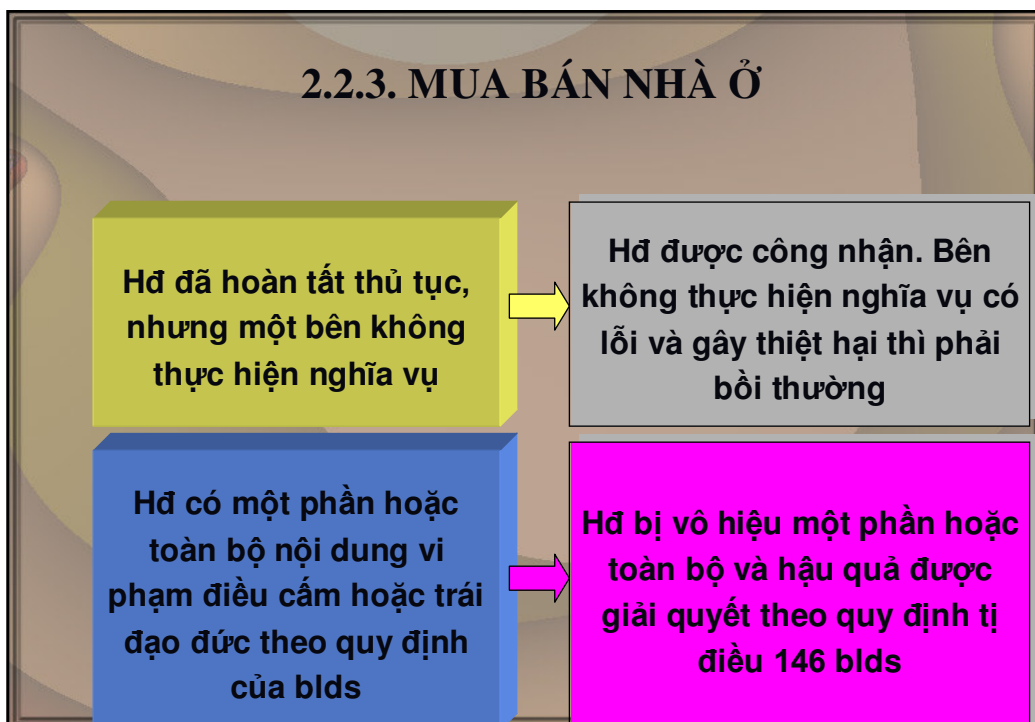 2.2.3. MUA BÁN NHÀ Ở
Hđ đã hoàn tất thủ tục,
nhưng một bên không
thực hiện nghĩa vụ
Hđ được công nhận. Bên
không thực hiện nghĩa vụ có
lỗi và gây thiệt hại thì phải
bồi thường
Hđ có một phần hoặc
toàn bộ nội dung vi
phạm điều cấm hoặc trái
đạo đức theo quy định
của blds
Hđ bị vô hiệu một phần hoặc
toàn bộ và hậu quả được
giải quyết theo quy định tị
điều 146 blds